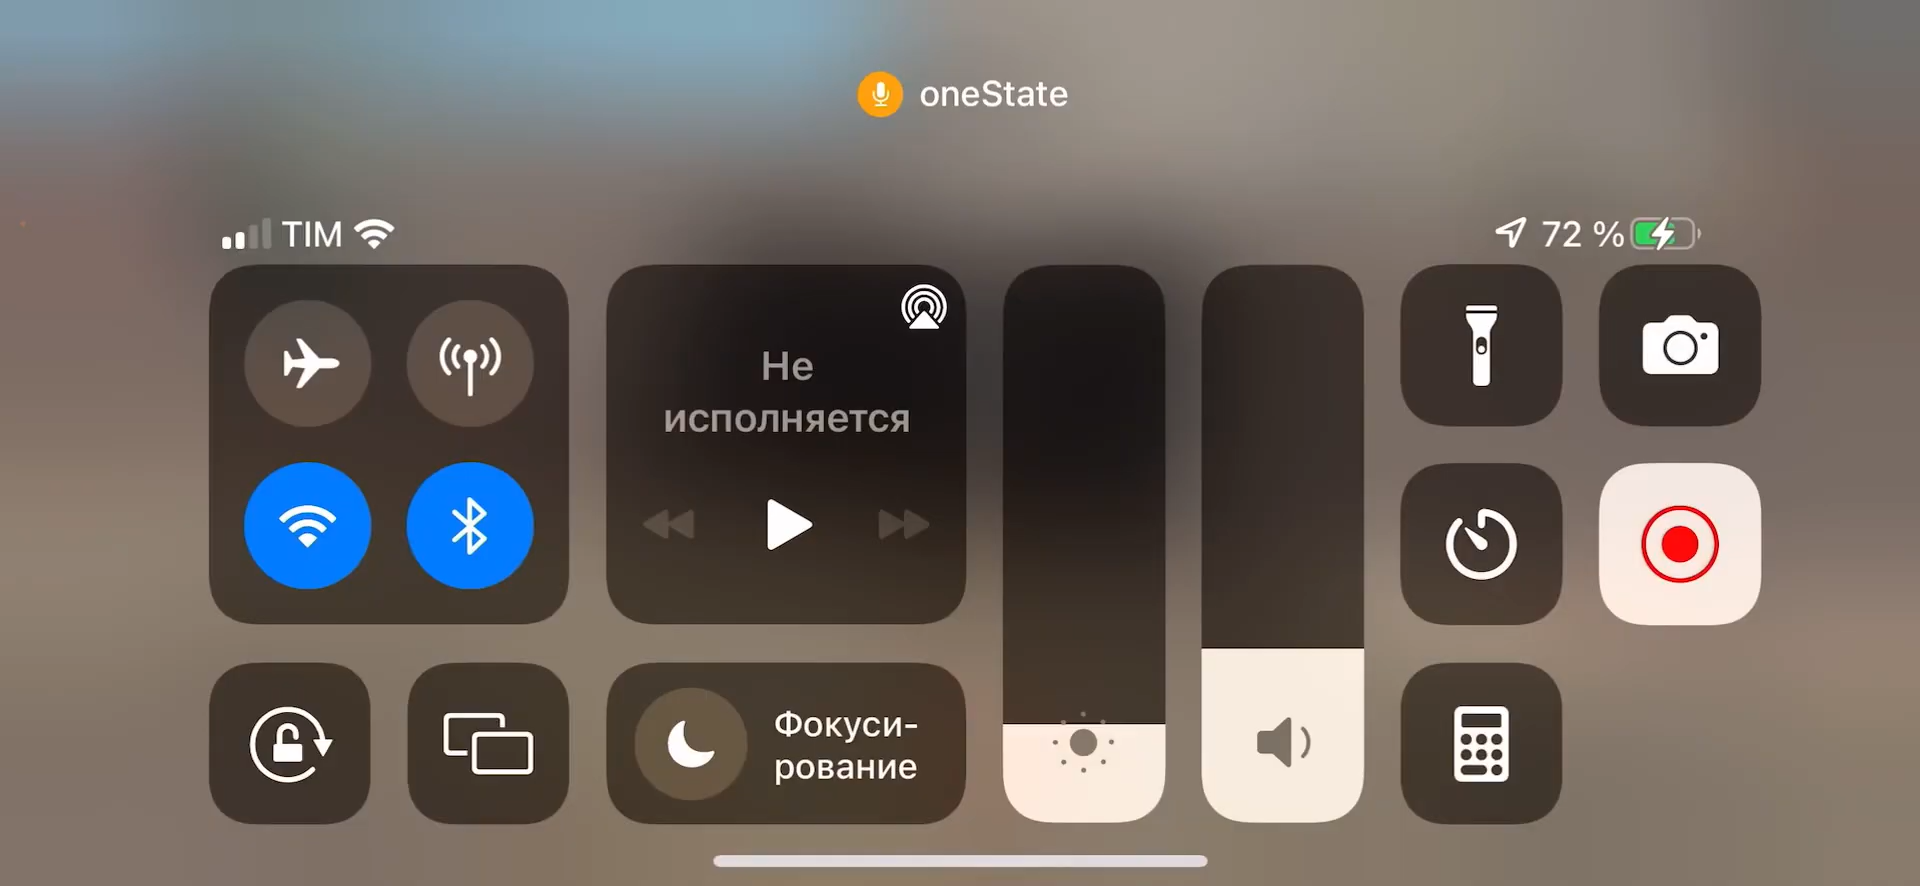 oneState
TIM
72 %
Не
исполняется
Фокуси-
рование